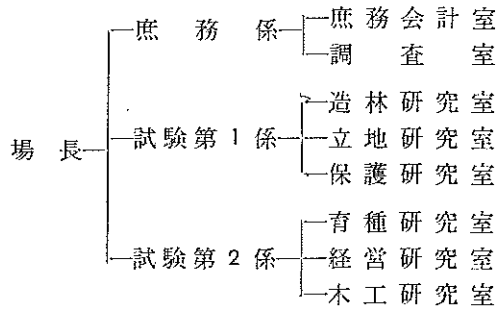 庶務係 庶務会計室
調査室
造林研究室
場長 試験第1係 立地研究室
保護研究室
育種研究室
試験第2係 経営研究室
木工研究室